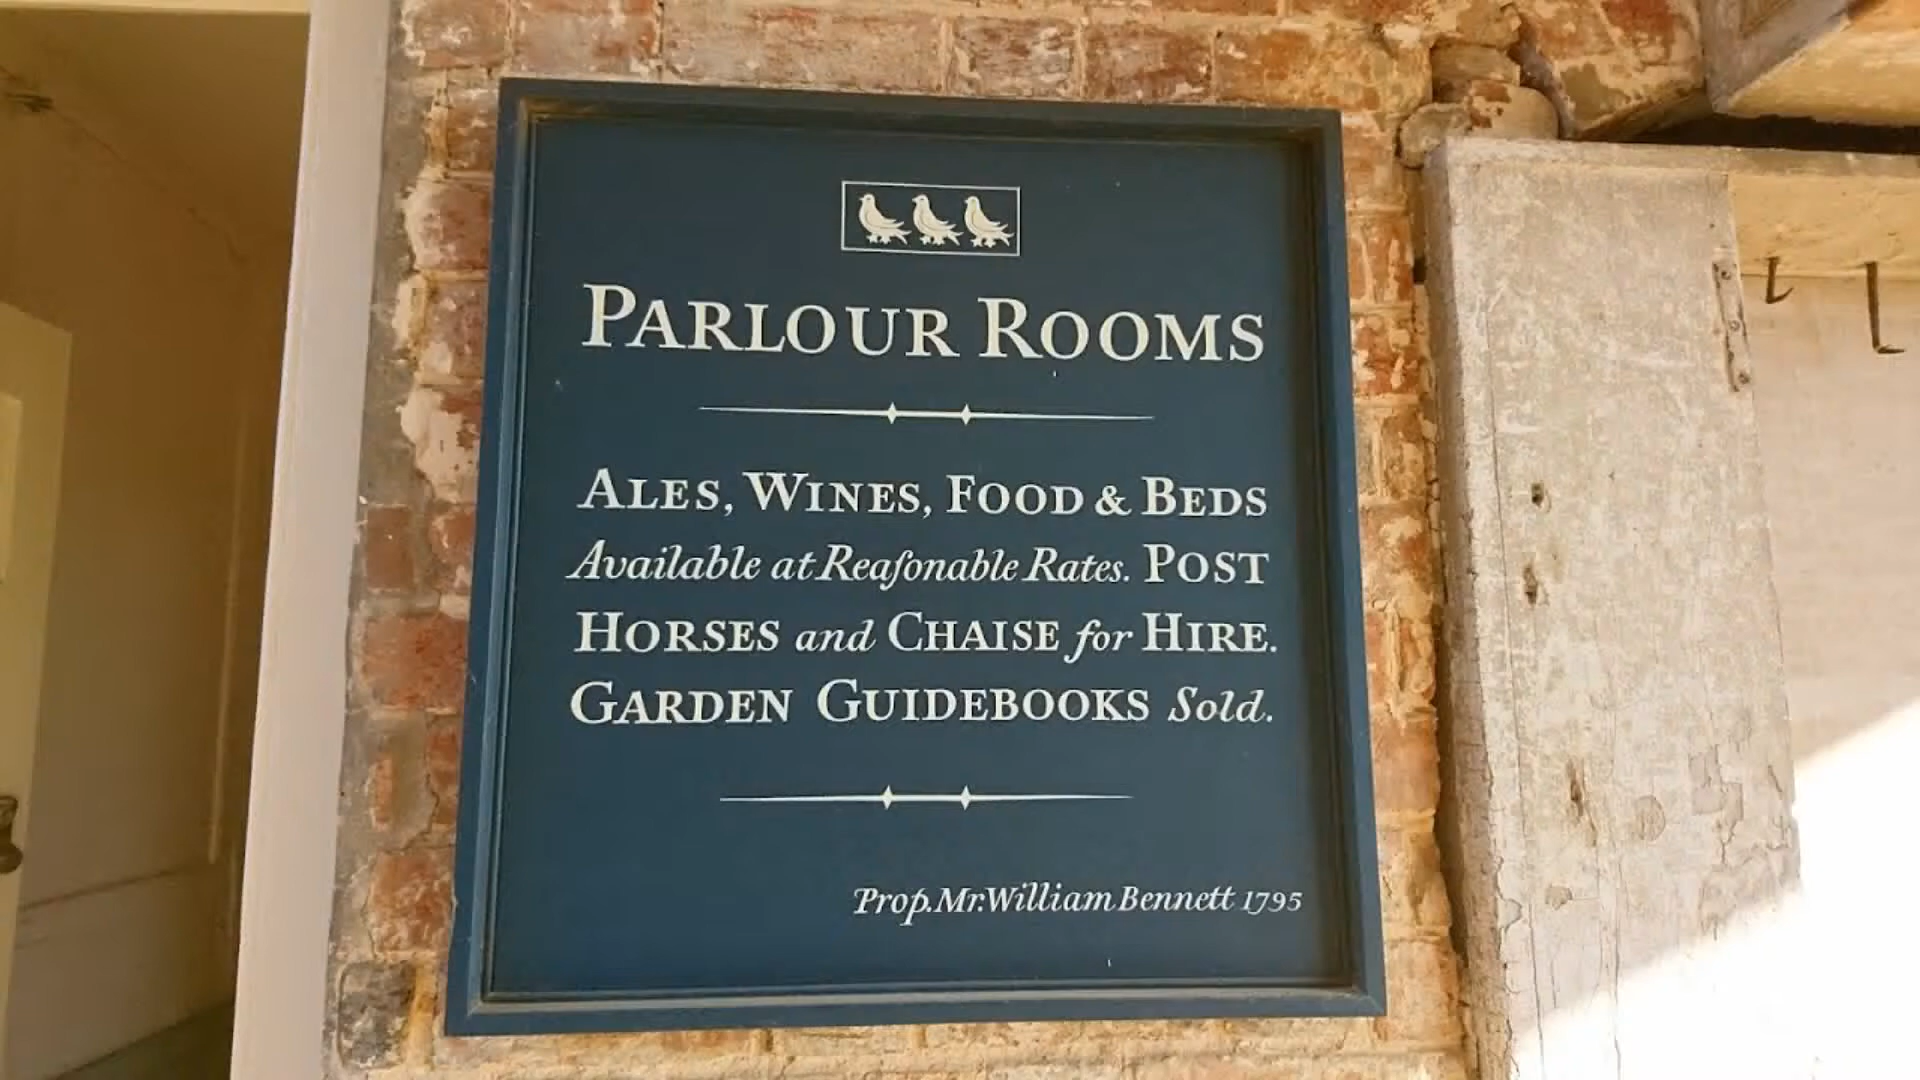 PARLOUR ROOMS
ALES, WINES, FOOD & BEDS
Available at Reaſonable Rates. POST
HORSES and CHAISE for HIRE.
GARDEN GUIDEBOOKS Sold.
Prop. Mr. William Bennett 1795